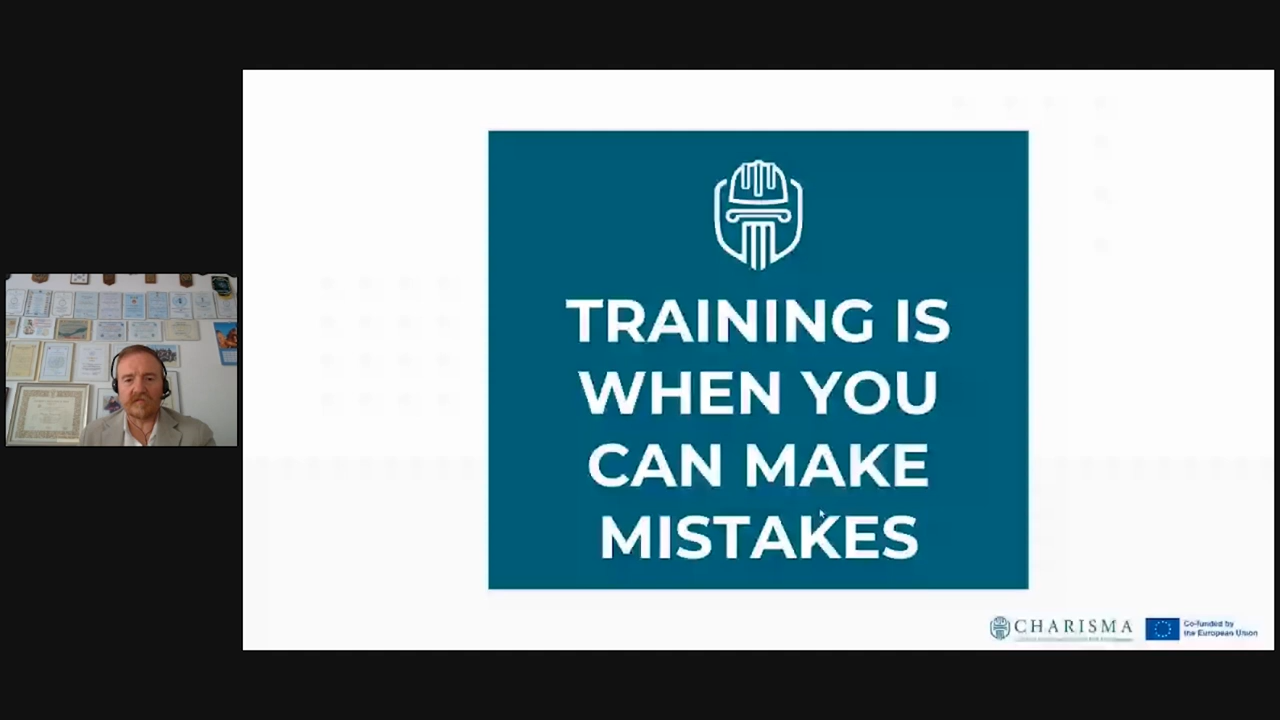 TRAINING IS
WHEN YOU
CAN MAKE
MISTAKES
CHARISMA
Co-funded by
the European Union